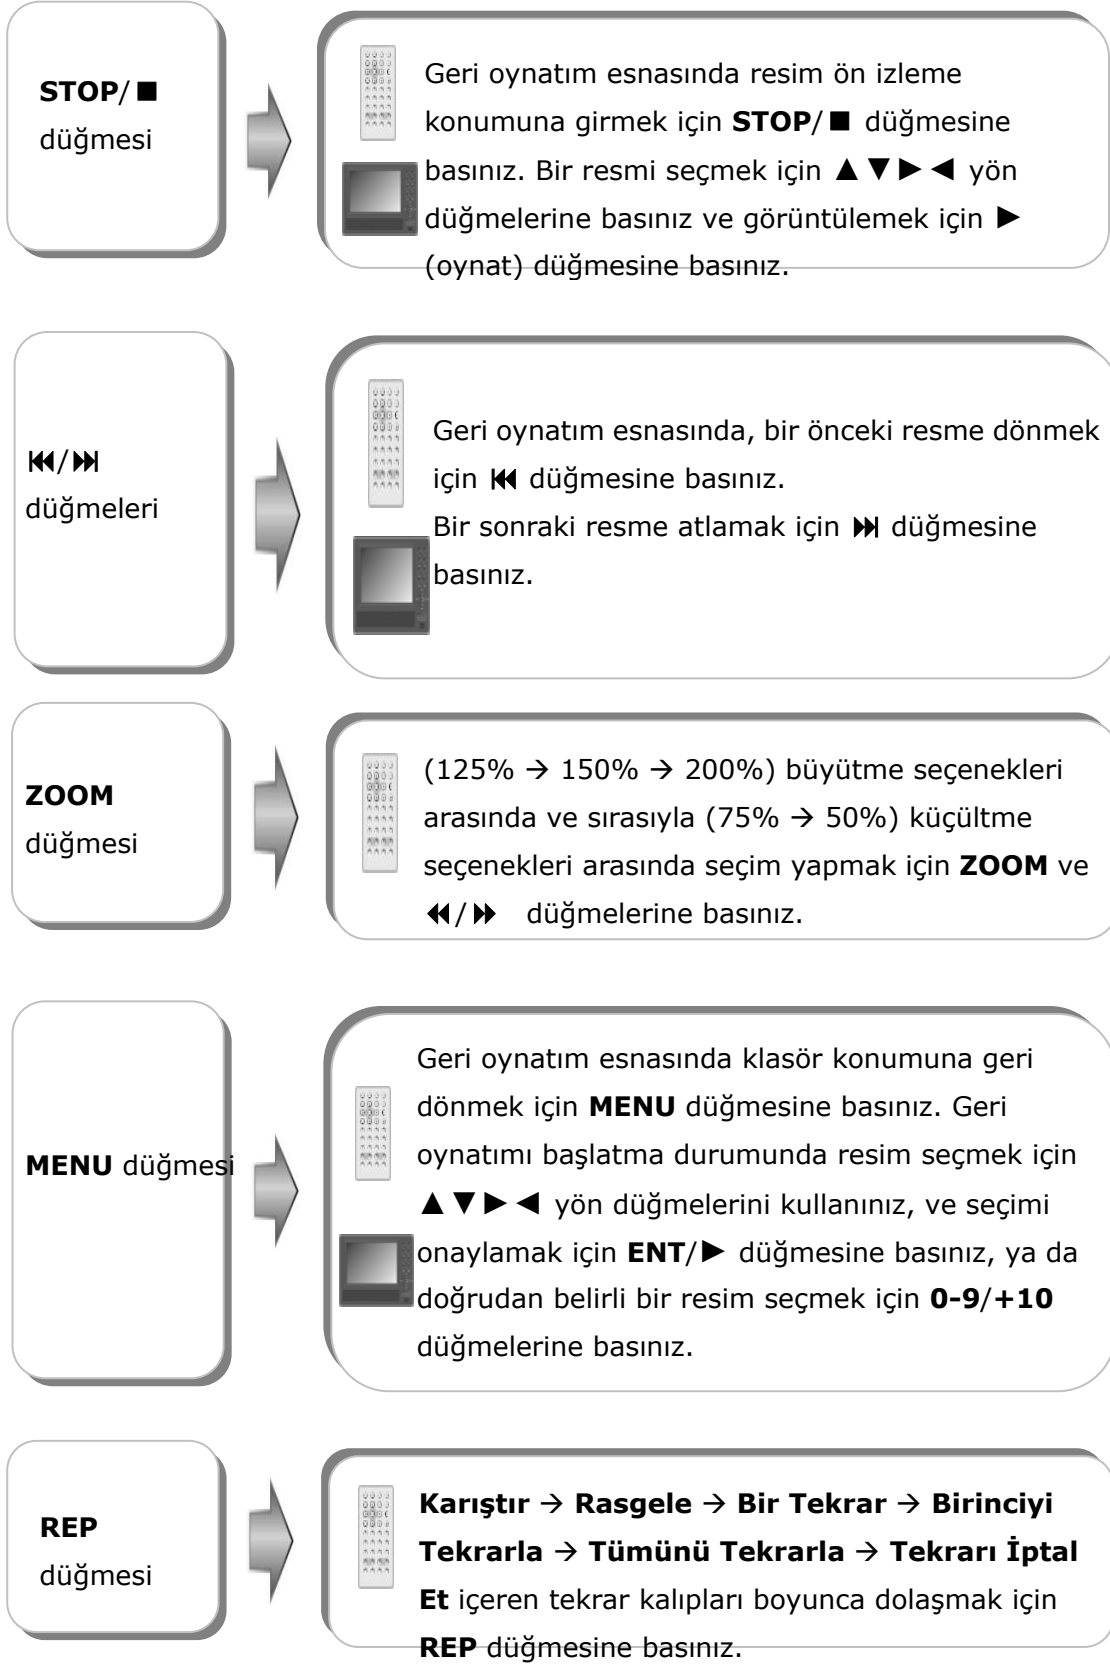 STOP/■
düğmesi
Geri oynatım esnasında resim ön izleme
konumuna girmek için STOP/■ düğmesine
basınız. Bir resmi seçmek için ▲▼►◄ yön
düğmelerine basınız ve görüntülemek için ►
(oynat) düğmesine basınız.
⏮/⏭
düğmeleri
Geri oynatım esnasında, bir önceki resme dönmek
için ⏮ düğmesine basınız.
Bir sonraki resme atlamak için ⏭ düğmesine
basınız.
ZOOM
düğmesi
(125% → 150% → 200%) büyütme seçenekleri
arasında ve sırasıyla (75% → 50%) küçültme
seçenekleri arasında seçim yapmak için ZOOM ve
⏪/⏩ düğmelerine basınız.
MENU düğmesi
Geri oynatım esnasında klasör konumuna geri
dönmek için MENU düğmesine basınız. Geri
oynatımı başlatma durumunda resim seçmek için
▲▼►◄ yön düğmelerini kullanınız, ve seçimi
onaylamak için ENT/► düğmesine basınız, ya da
doğrudan belirli bir resim seçmek için 0-9/+10
düğmelerine basınız.
REP
düğmesi
Karıştır → Rasgele → Bir Tekrar → Birinciyi
Tekrarla → Tümünü Tekrarla → Tekrarı İptal
Et içeren tekrar kalıpları boyunca dolaşmak için
REP düğmesine basınız.